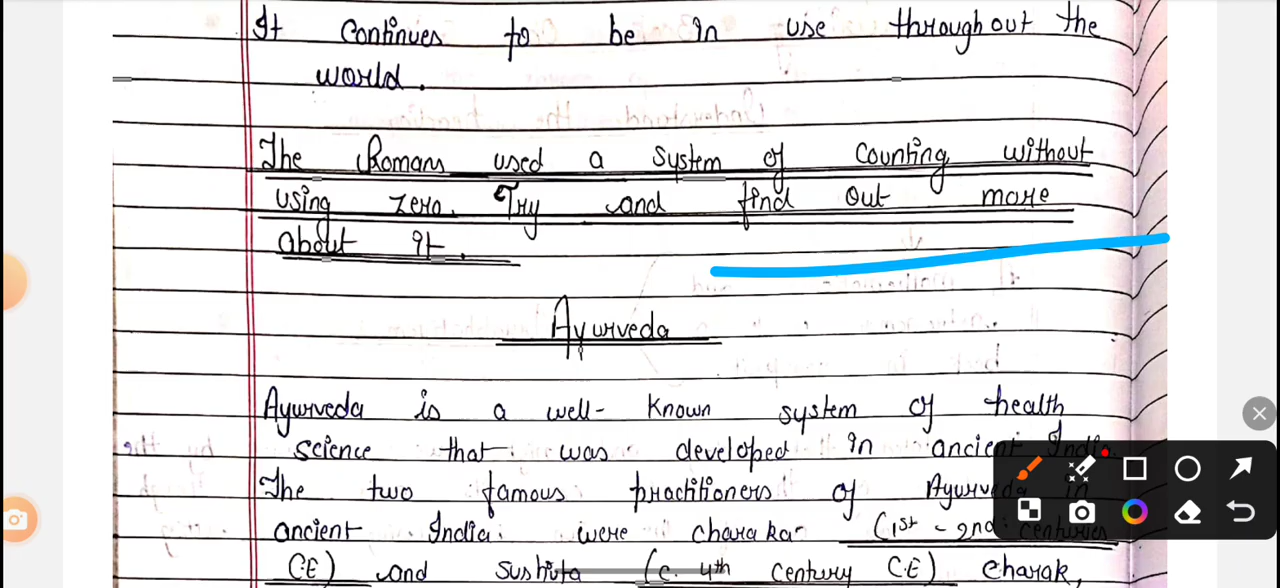 It continues to be in use throughout the
world.
The Romans used a system of counting without
using zero. Try and find out more
about it.
Ayurveda
Ayurveda is a well-known system of health
science that was developed in ancient India.
The two famous practitioners of Ayurveda in
ancient India were charaka (1st - 2nd centuries
CE) and Sushruta (c. 4th century CE) charak,